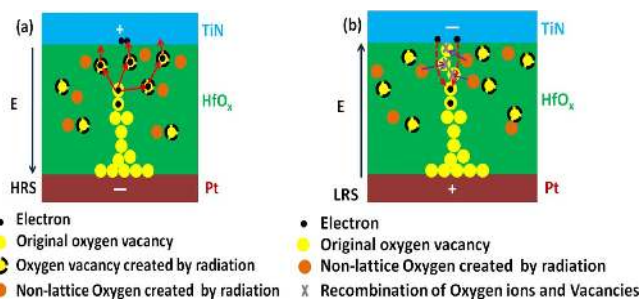 (a)
+
TiN
E
HfOx
HRS
−
Pt
Electron
Original oxygen vacancy
Oxygen vacancy created by radiation
Non-lattice Oxygen created by radiation
(b)
−
TiN
E
HfOx
LRS
+
Pt
Electron
Original oxygen vacancy
Non-lattice Oxygen created by radiation
X Recombination of Oxygen ions and Vacancies